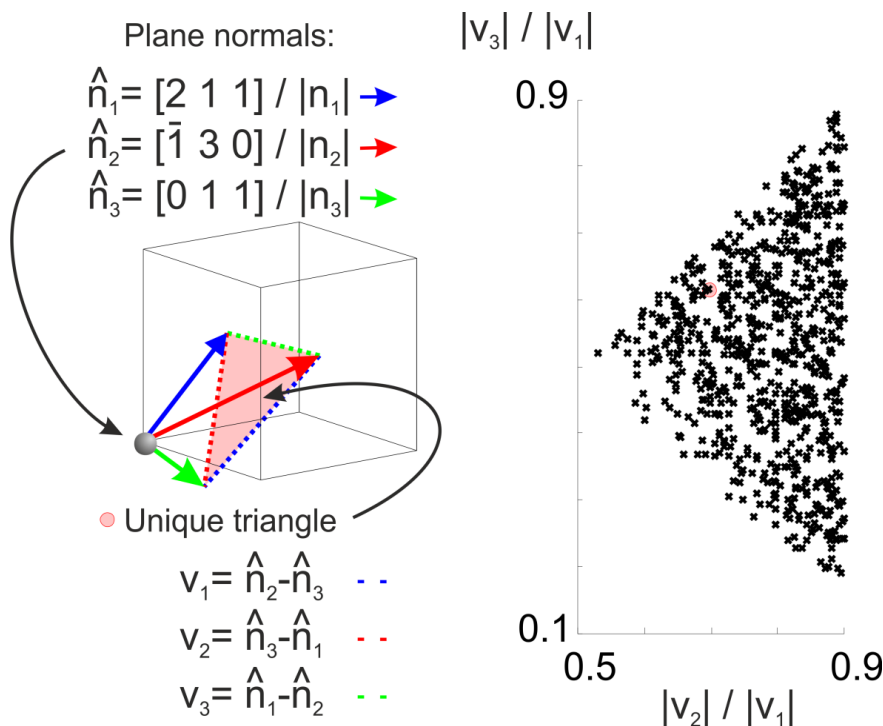 Plane normals:
n̂₁= [2 1 1] / |n₁|
n̂₂= [1̄ 3 0] / |n₂|
n̂₃= [0 1 1] / |n₃|
Unique triangle
v₁= n̂₂-n̂₃
v₂= n̂₃-n̂₁
v₃= n̂₁-n̂₂
|v₃| / |v₁|
0.9
0.1
0.5 0.9
|v₂| / |v₁|